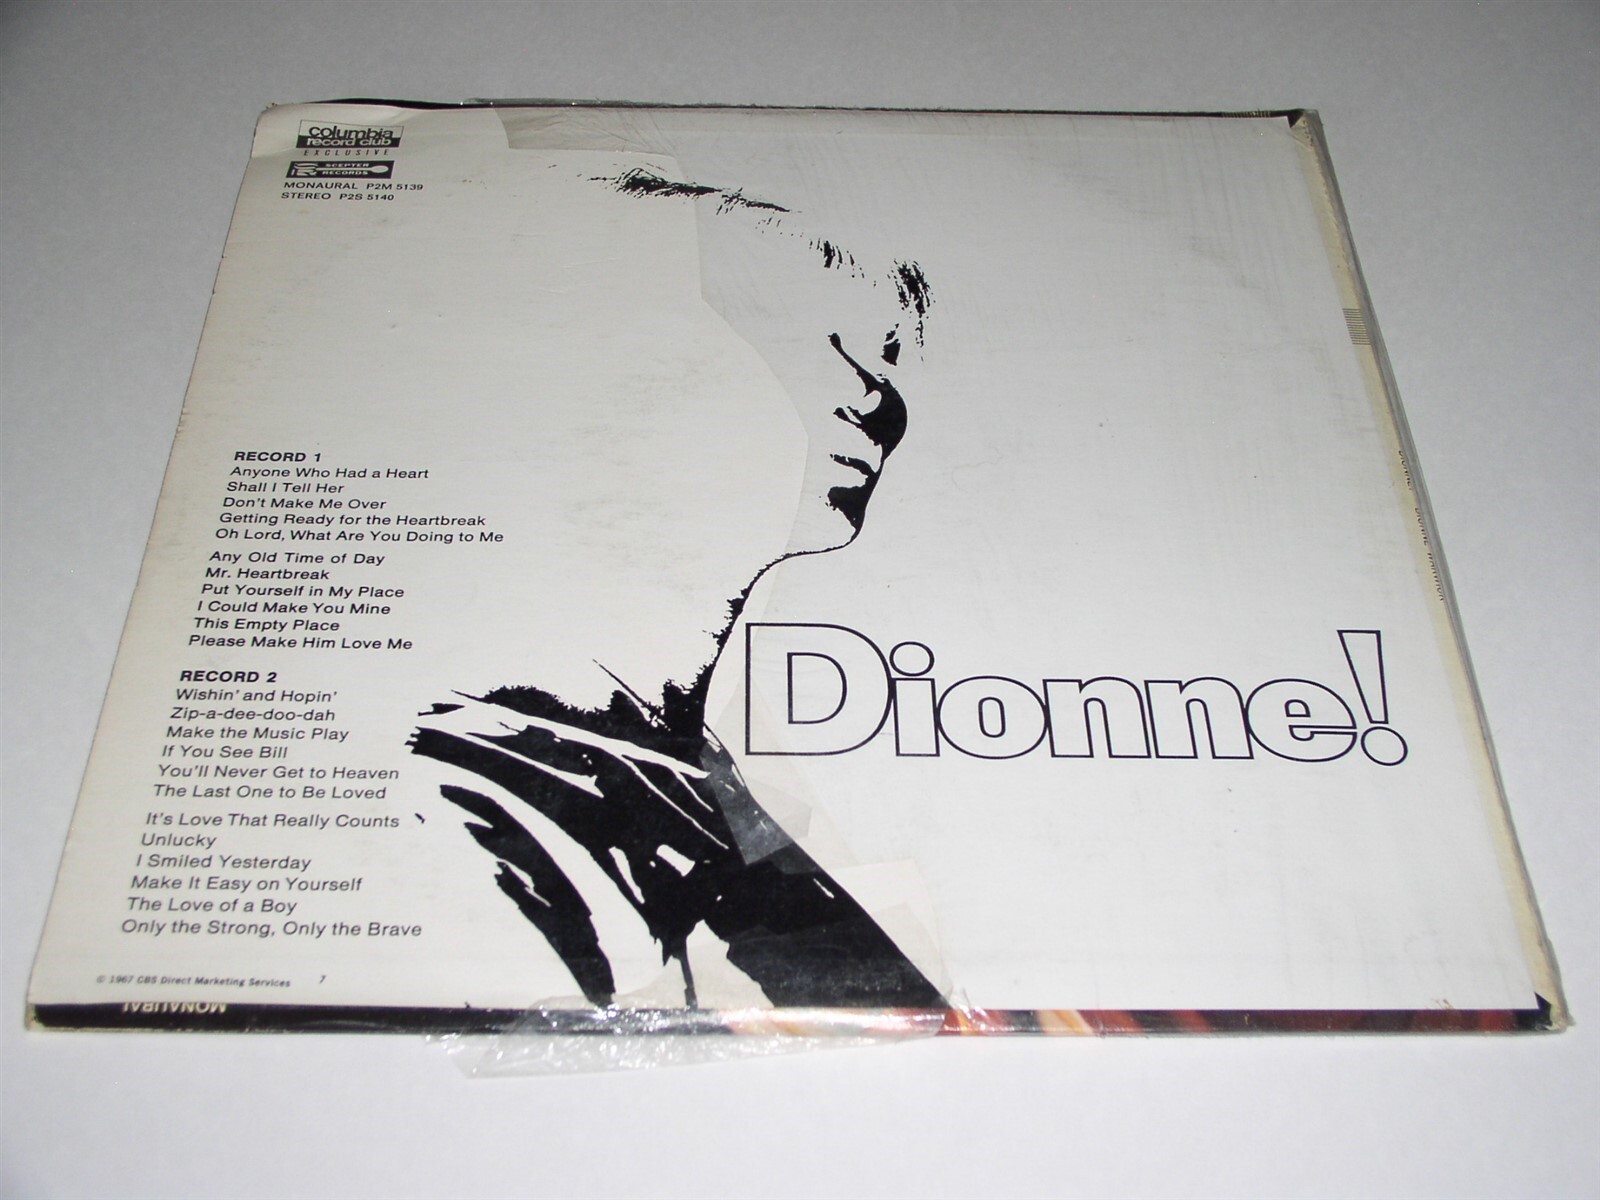 columbia
record club
EXCLUSIVE
SCEPTER
RECORDS
MONAURAL P2M 5139
STEREO P2S 5140
RECORD 1
Anyone Who Had a Heart
Shall I Tell Her
Don't Make Me Over
Getting Ready for the Heartbreak
Oh Lord, What Are You Doing to Me
Any Old Time of Day
Mr. Heartbreak
Put Yourself in My Place
I Could Make You Mine
This Empty Place
Please Make Him Love Me
RECORD 2
Wishin' and Hopin'
Zip-a-dee-doo-dah
Make the Music Play
If You See Bill
You'll Never Get to Heaven
The Last One to Be Loved
It's Love That Really Counts
Unlucky
I Smiled Yesterday
Make It Easy on Yourself
The Love of a Boy
Only the Strong, Only the Brave
Dionne!
© 1967 CBS Direct Marketing Services 7
MONAURAL